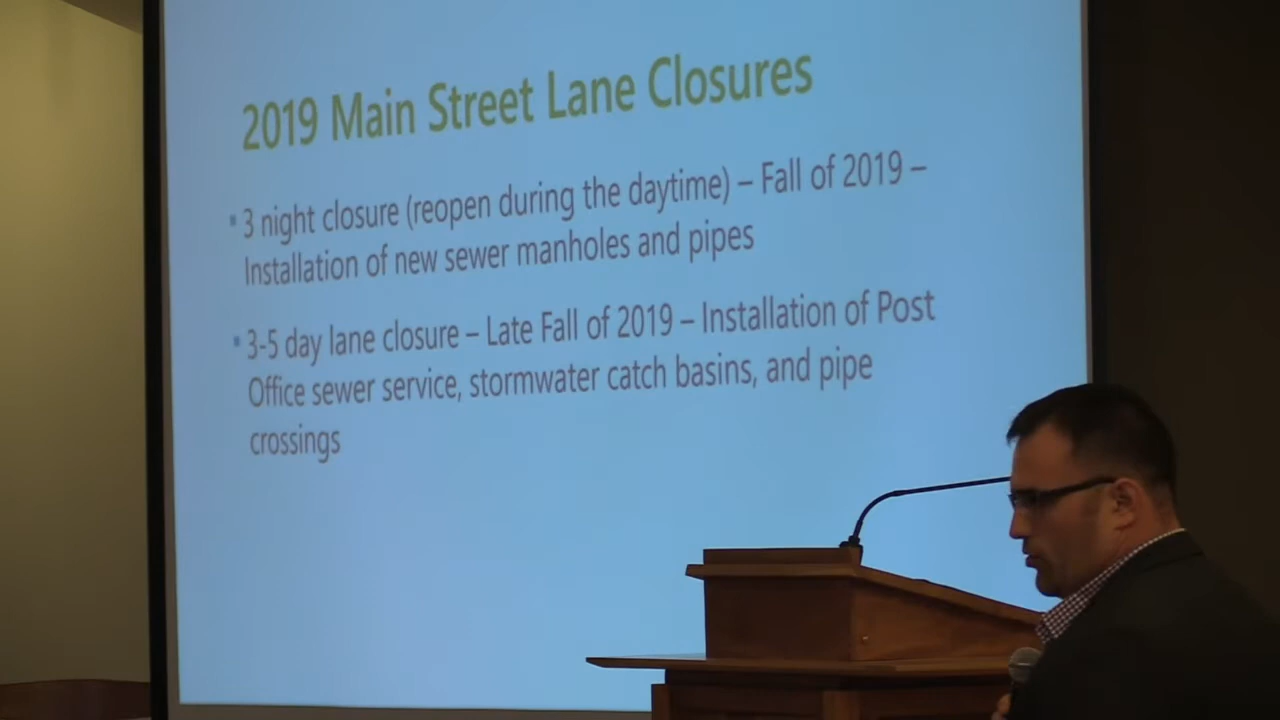 2019 Main Street Lane Closures
▪ 3 night closure (reopen during the daytime) – Fall of 2019 –
Installation of new sewer manholes and pipes
▪ 3-5 day lane closure – Late Fall of 2019 – Installation of Post
Office sewer service, stormwater catch basins, and pipe
crossings